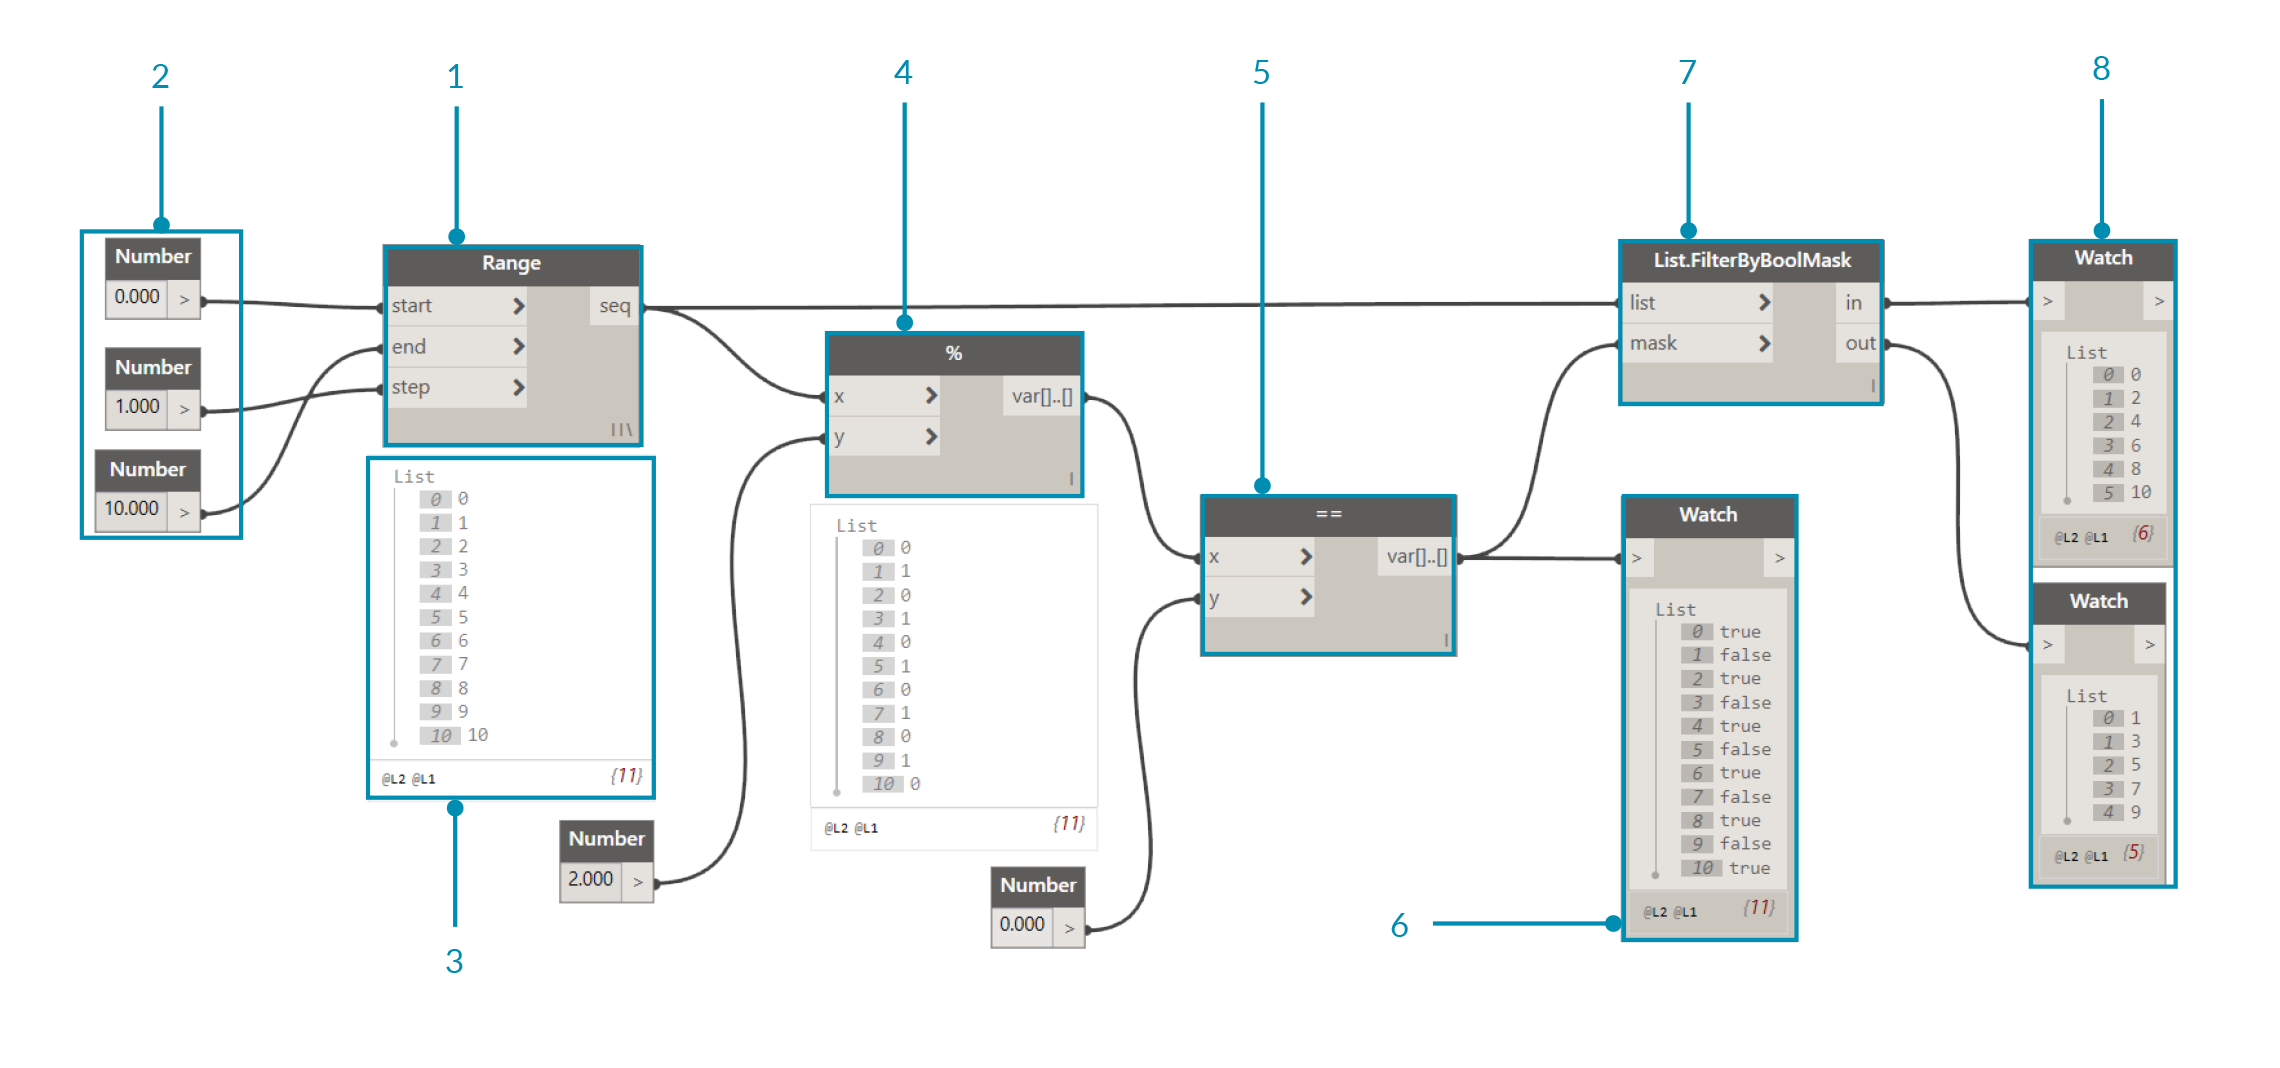 2
1
4
5
7
8
Number
0.000 >
Number
1.000 >
Number
10.000 >
Range
start > seq
end >
step >
| | \
List
0 0
1 1
2 2
3 3
4 4
5 5
6 6
7 7
8 8
9 9
10 10
@L2 @L1 {11}
3
Number
2.000 >
%
x > var[]..[]
y >
|
List
0 0
1 1
2 0
3 1
4 0
5 1
6 0
7 1
8 0
9 1
10 0
@L2 @L1 {11}
Number
0.000 >
==
x > var[]..[]
y >
|
List.FilterByBoolMask
list > in
mask > out
|
Watch
> >
List
0 true
1 false
2 true
3 false
4 true
5 false
6 true
7 false
8 true
9 false
10 true
@L2 @L1 {11}
6
Watch
> >
List
0 0
1 2
2 4
3 6
4 8
5 10
@L2 @L1 {6}
Watch
> >
List
0 1
1 3
2 5
3 7
4 9
@L2 @L1 {5}